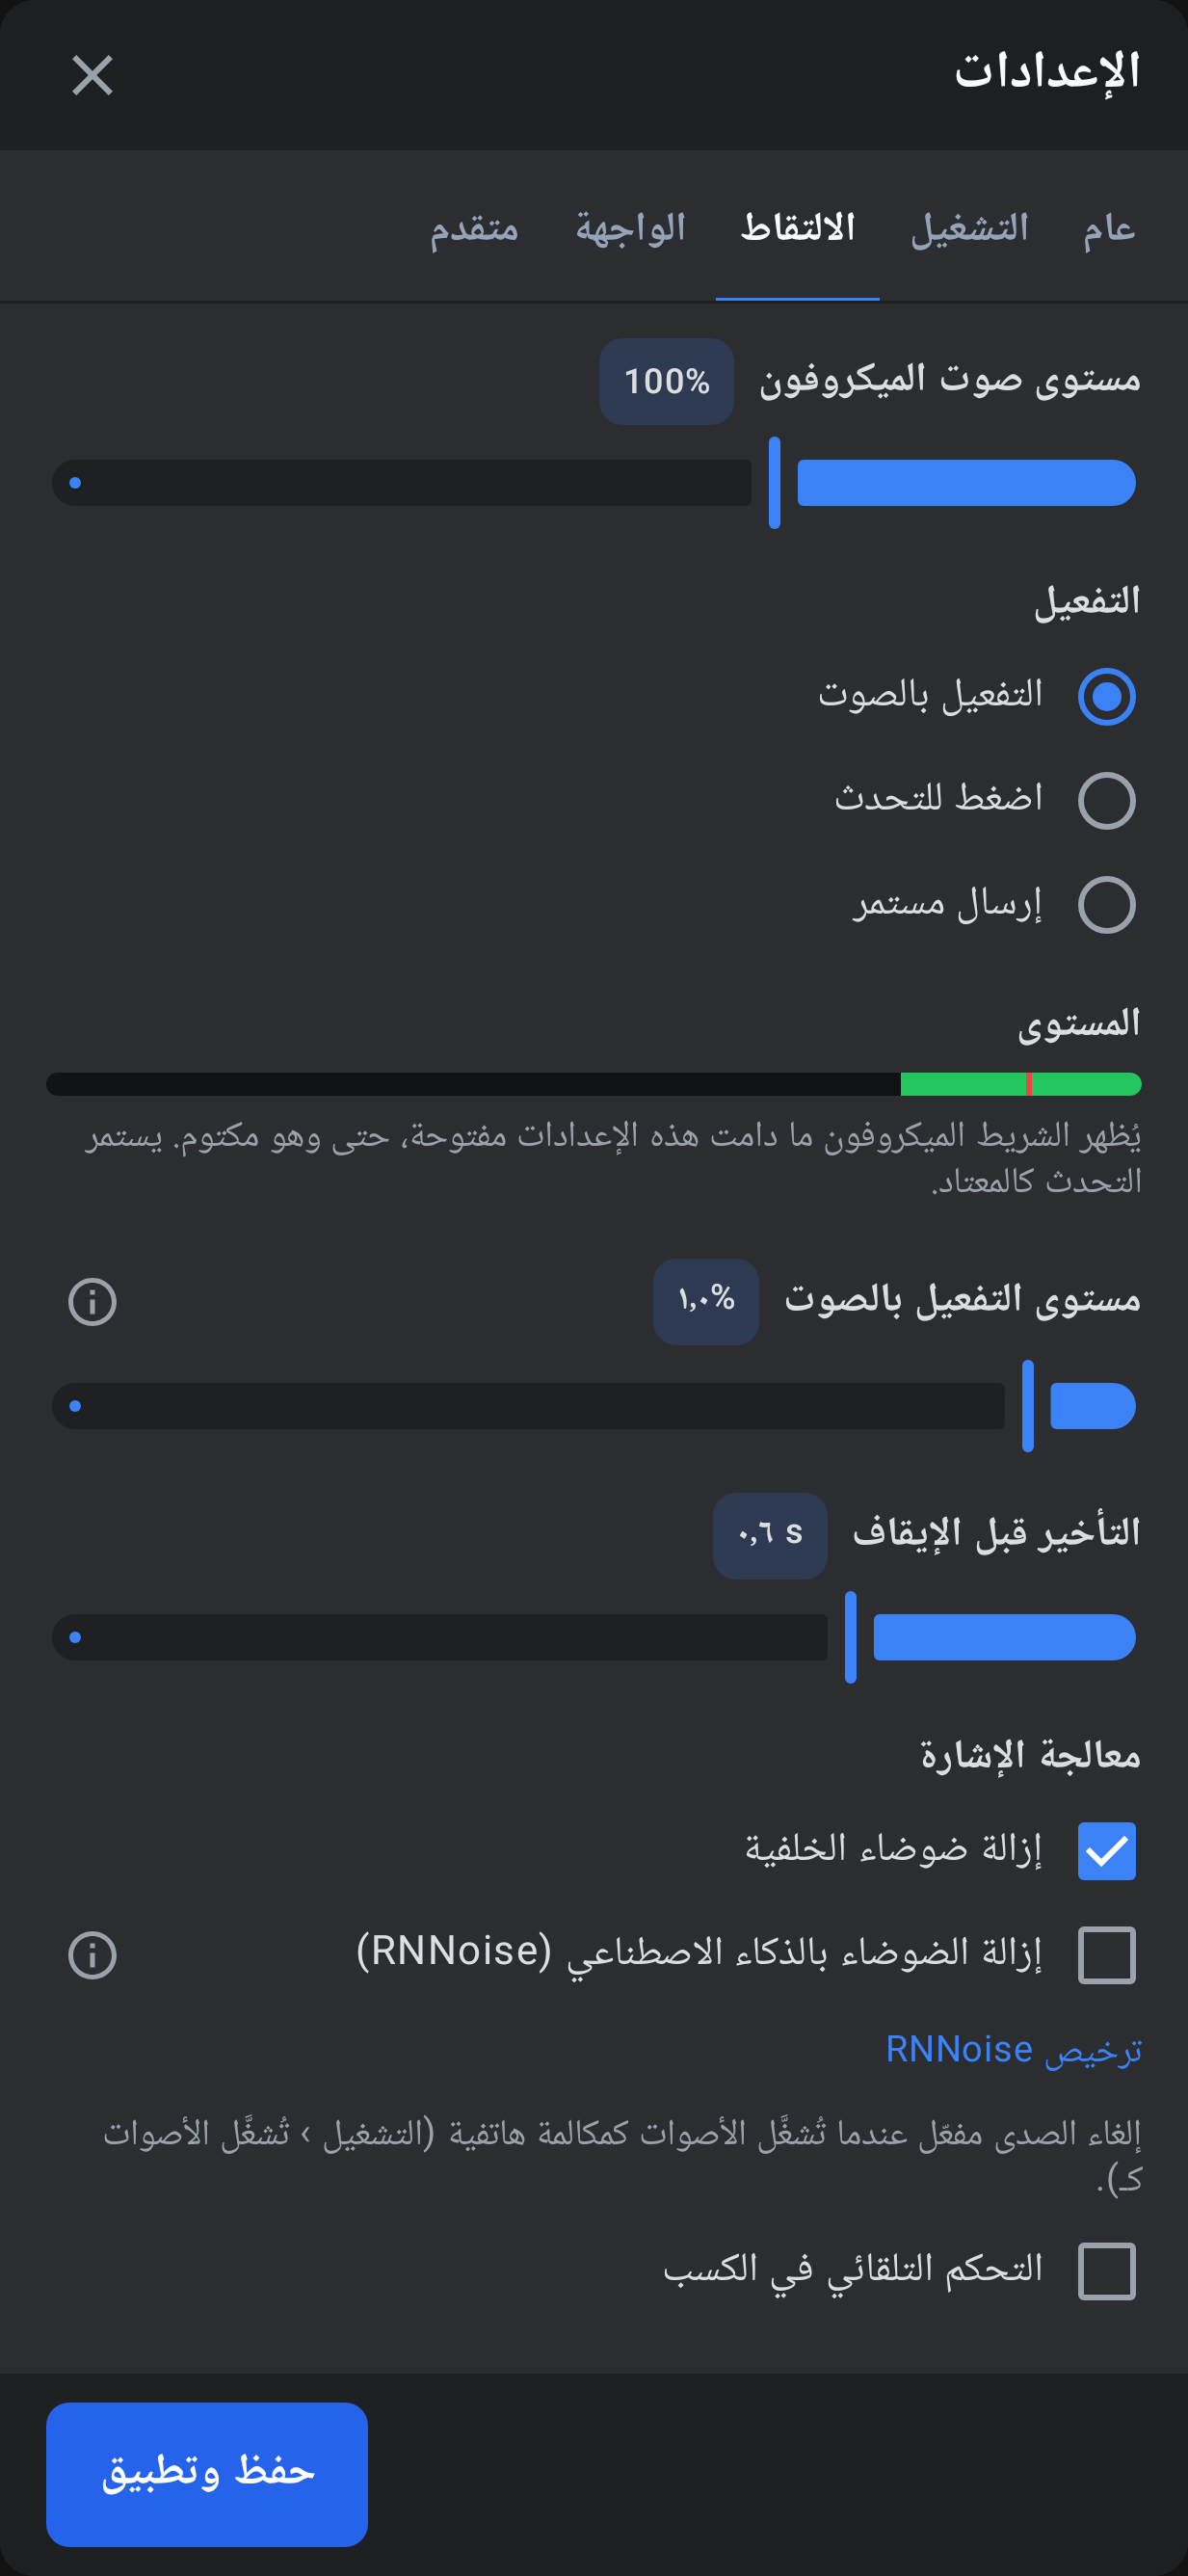 الإعدادات
عام
التشغيل
الالتقاط
الواجهة
متقدم
مستوى صوت الميكروفون
100%
التفعيل
التفعيل بالصوت
اضغط للتحدث
إرسال مستمر
المستوى
يُظهر الشريط الميكروفون ما دامت هذه الإعدادات مفتوحة، حتى وهو مكتوم. يستمر
التحدث كالمعتاد.
مستوى التفعيل بالصوت
١٫٠%
التأخير قبل الإيقاف
٠٫٦ s
معالجة الإشارة
إزالة ضوضاء الخلفية
إزالة الضوضاء بالذكاء الاصطناعي (RNNoise)
ترخيص RNNoise
إلغاء الصدى مفعّل عندما تُشغَّل الأصوات كمكالمة هاتفية (التشغيل › تُشغَّل الأصوات
كـ).
التحكم التلقائي في الكسب
حفظ وتطبيق